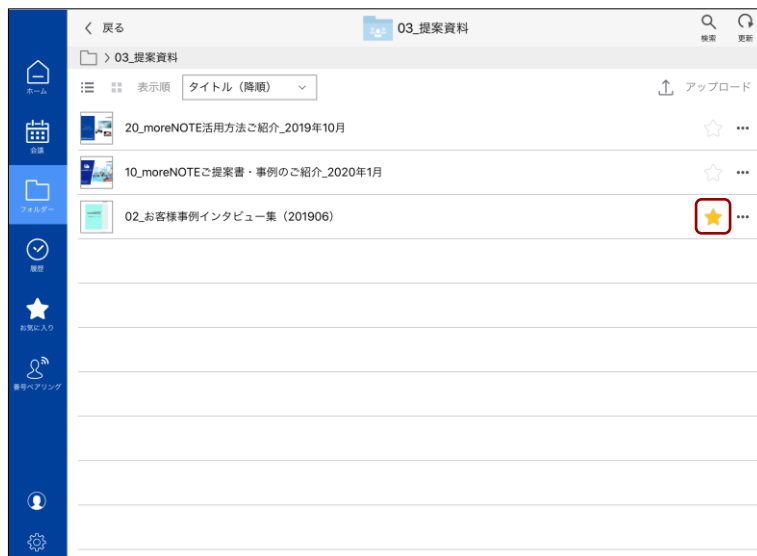 戻る
03_提案資料
検索
更新
03_提案資料
表示順
タイトル（降順）
アップロード
20_moreNOTE活用方法ご紹介_2019年10月
10_moreNOTEご提案書・事例のご紹介_2020年1月
02_お客様事例インタビュー集（201906）
ホーム
会議
フォルダー
履歴
お気に入り
番号ペアリング